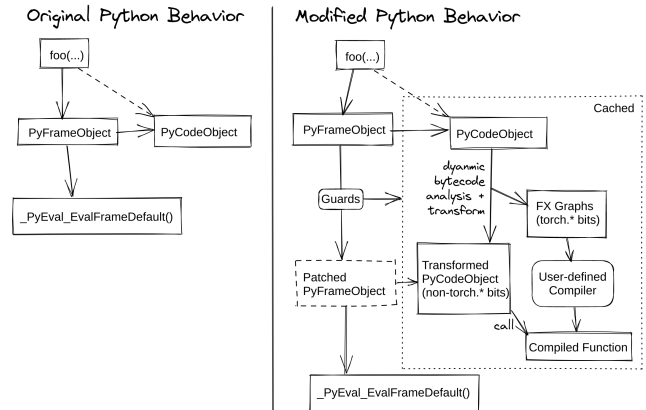 Original Python Behavior
foo(...)
PyFrameObject
PyCodeObject
_PyEval_EvalFrameDefault()
Modified Python Behavior
foo(...)
Cached
PyFrameObject
PyCodeObject
dyanmic
bytecode
analysis +
transform
Guards
FX Graphs
(torch.* bits)
Patched
PyFrameObject
Transformed
PyCodeObject
(non-torch.* bits)
User-defined
Compiler
call
Compiled Function
_PyEval_EvalFrameDefault()